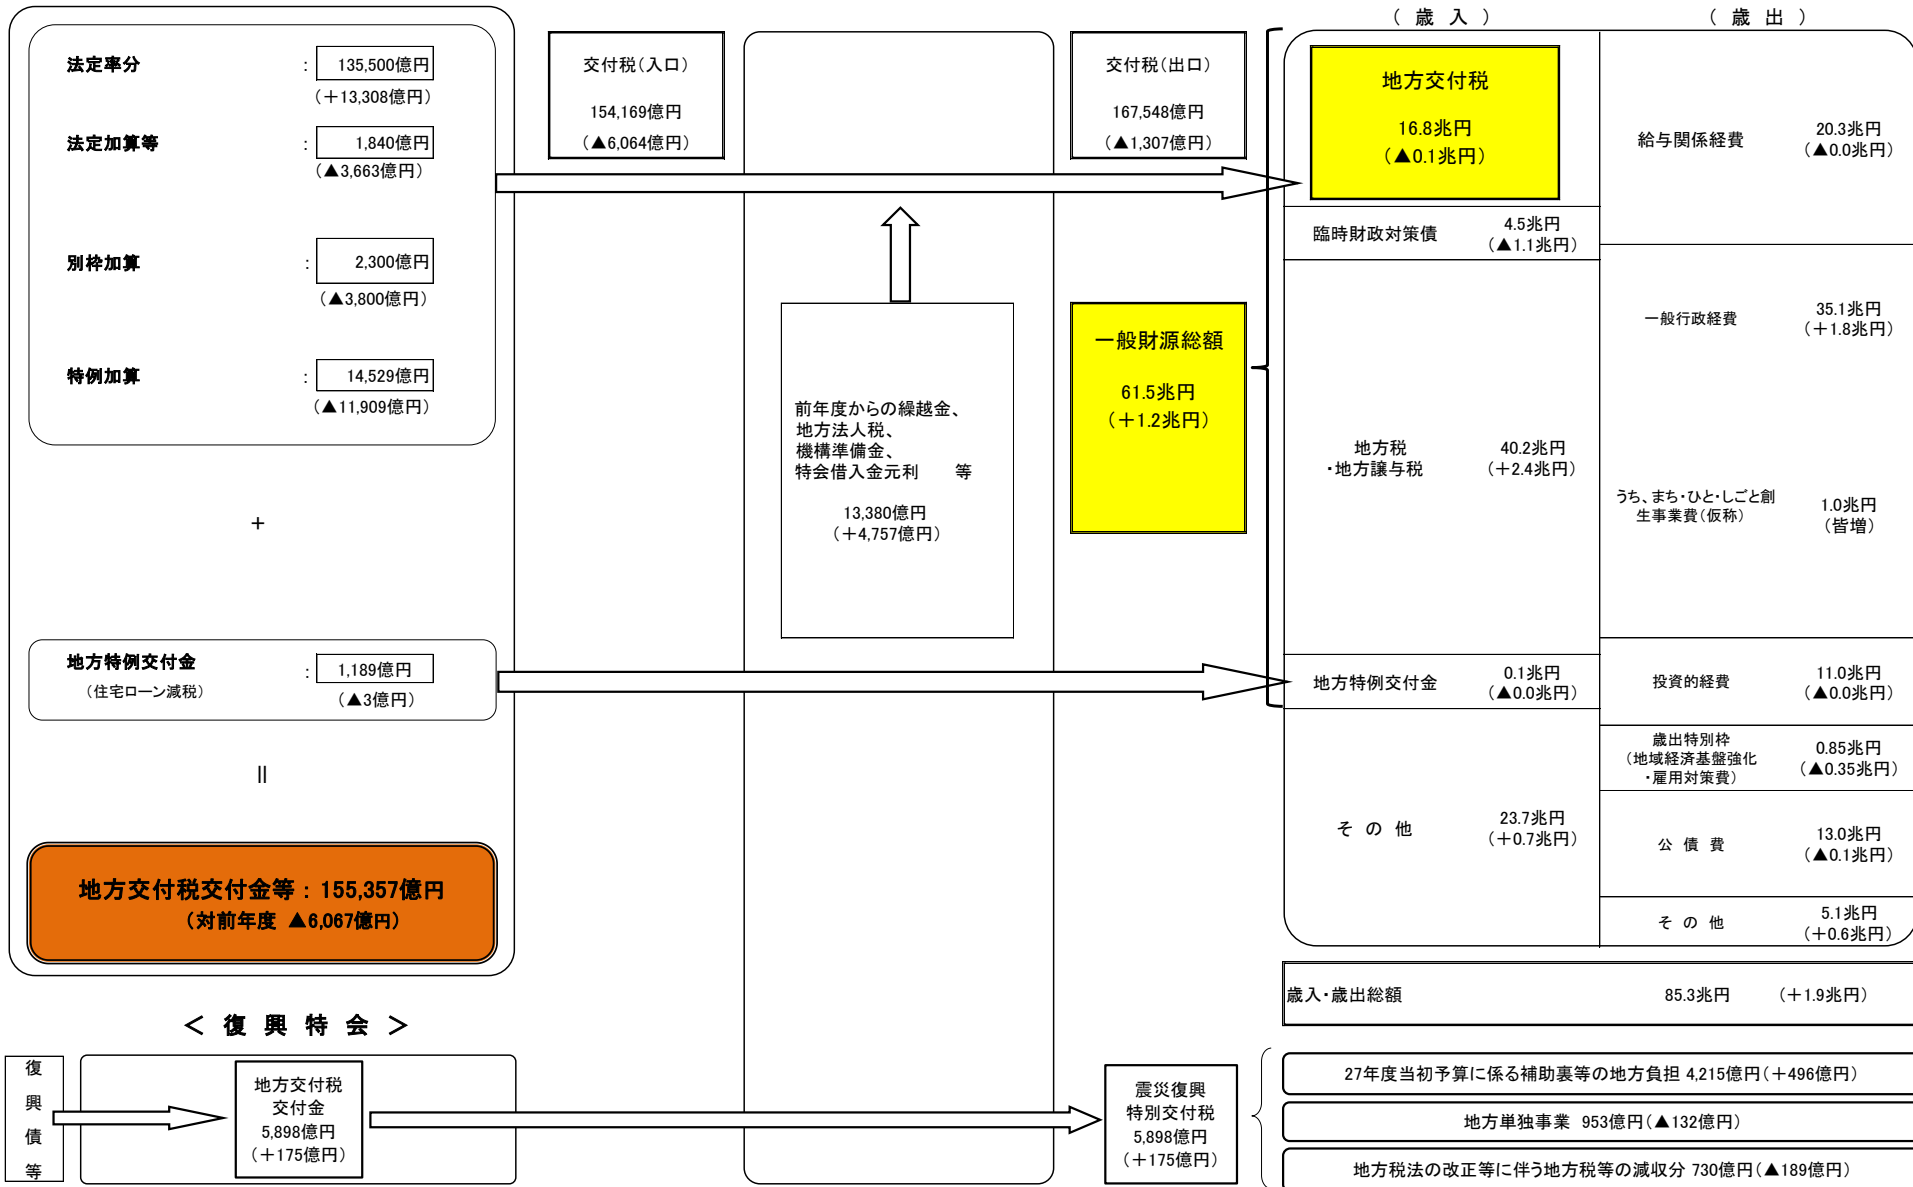 法定率分 : 135,500億円
(＋13,308億円)
法定加算等 : 1,840億円
(▲3,663億円)
別枠加算 : 2,300億円
(▲3,800億円)
特例加算 : 14,529億円
(▲11,909億円)
+
地方特例交付金 : 1,189億円
(住宅ローン減税)
(▲3億円)
||
地方交付税交付金等 : 155,357億円
(対前年度 ▲6,067億円)
交付税(入口)
154,169億円
(▲6,064億円)
前年度からの繰越金、
地方法人税、
機構準備金、
特会借入金元利 等
13,380億円
(＋4,757億円)
交付税(出口)
167,548億円
(▲1,307億円)
一般財源総額
61.5兆円
(＋1.2兆円)
( 歳 入 )
地方交付税
16.8兆円
(▲0.1兆円)
臨時財政対策債 4.5兆円
(▲1.1兆円)
地方税
・地方譲与税
40.2兆円
(＋2.4兆円)
地方特例交付金 0.1兆円
(▲0.0兆円)
そ の 他 23.7兆円
(＋0.7兆円)
( 歳 出 )
給与関係経費 20.3兆円
(▲0.0兆円)
一般行政経費 35.1兆円
(＋1.8兆円)
うち、まち・ひと・しごと創
生事業費(仮称)
1.0兆円
(皆増)
投資的経費 11.0兆円
(▲0.0兆円)
歳出特別枠
(地域経済基盤強化
・雇用対策費)
0.85兆円
(▲0.35兆円)
公 債 費 13.0兆円
(▲0.1兆円)
そ の 他 5.1兆円
(＋0.6兆円)
歳入・歳出総額 85.3兆円 (＋1.9兆円)
＜ 復 興 特 会 ＞
復
興
債
等
地方交付税
交付金
5,898億円
(＋175億円)
震災復興
特別交付税
5,898億円
(＋175億円)
27年度当初予算に係る補助裏等の地方負担 4,215億円(＋496億円)
地方単独事業 953億円(▲132億円)
地方税法の改正等に伴う地方税等の減収分 730億円(▲189億円)